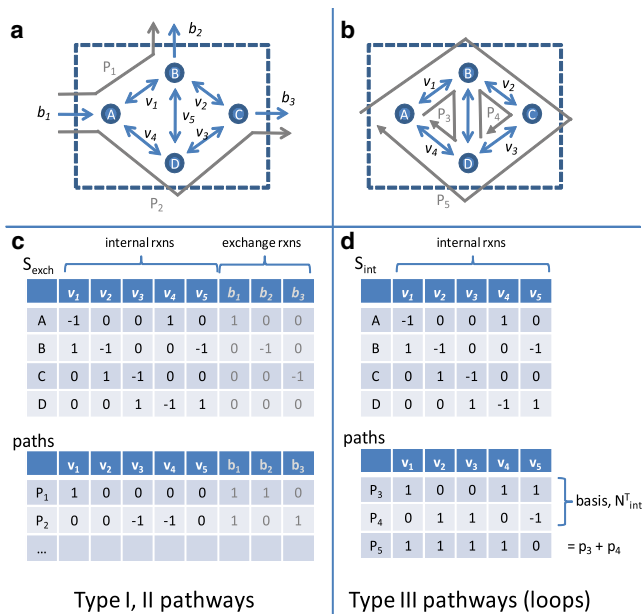 a
b₂
P₁
B
b₁
A
v₁
v₂
v₅
C
b₃
v₄
v₃
D
P₂
b
B
v₁
v₂
A
P₃
P₄
C
v₄
v₃
D
P₅
c
internal rxns exchange rxns
S_exch
v₁ v₂ v₃ v₄ v₅ b₁ b₂ b₃
A -1 0 0 1 0 1 0 0
B 1 -1 0 0 -1 0 -1 0
C 0 1 -1 0 0 0 0 -1
D 0 0 1 -1 1 0 0 0
paths
v₁ v₂ v₃ v₄ v₅ b₁ b₂ b₃
P₁ 1 0 0 0 0 1 1 0
P₂ 0 0 -1 -1 0 1 0 1
...
Type I, II pathways
d
internal rxns
S_int
v₁ v₂ v₃ v₄ v₅
A -1 0 0 1 0
B 1 -1 0 0 -1
C 0 1 -1 0 0
D 0 0 1 -1 1
paths
v₁ v₂ v₃ v₄ v₅
P₃ 1 0 0 1 1
P₄ 0 1 1 0 -1
basis, Nᵀ_int
P₅ 1 1 1 1 0 = p₃ + p₄
Type III pathways (loops)